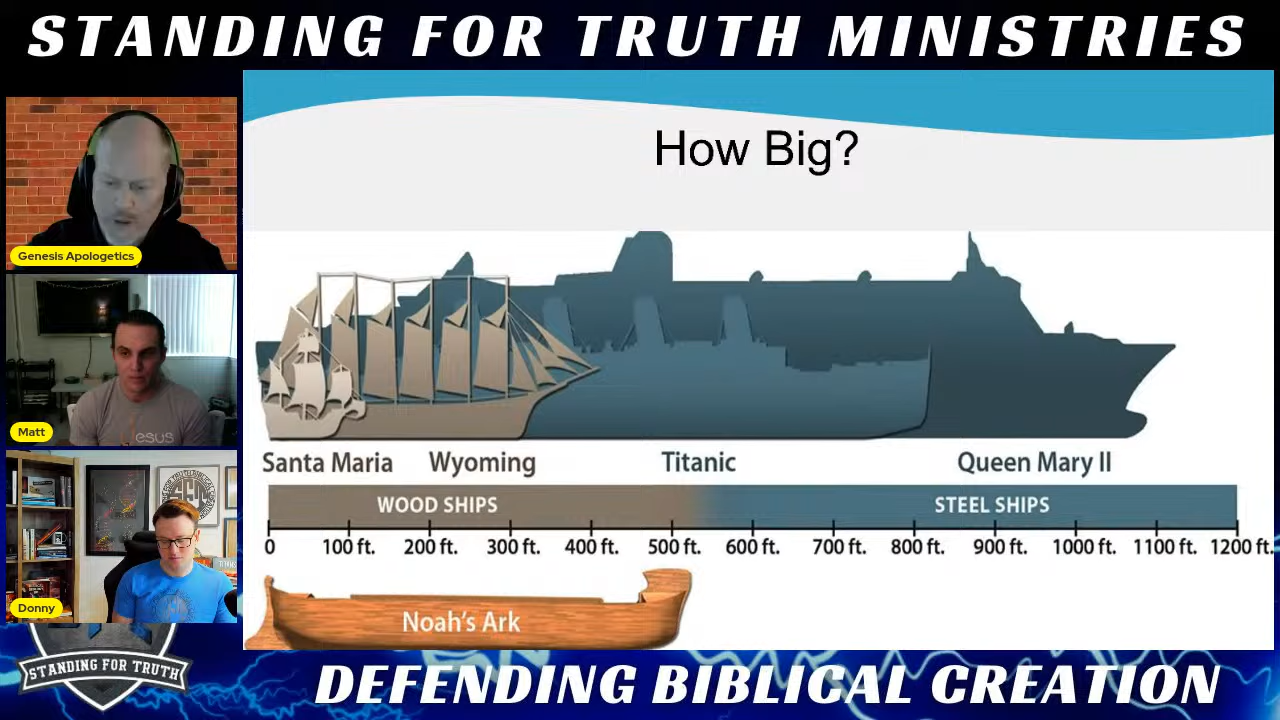 STANDING FOR TRUTH MINISTRIES
Genesis Apologetics
Matt
esus
Donny
STANDING FOR TRUTH
How Big?
Santa Maria Wyoming Titanic Queen Mary II
WOOD SHIPS STEEL SHIPS
0 100 ft. 200 ft. 300 ft. 400 ft. 500 ft. 600 ft. 700 ft. 800 ft. 900 ft. 1000 ft. 1100 ft. 1200 ft.
Noah's Ark
DEFENDING BIBLICAL CREATION